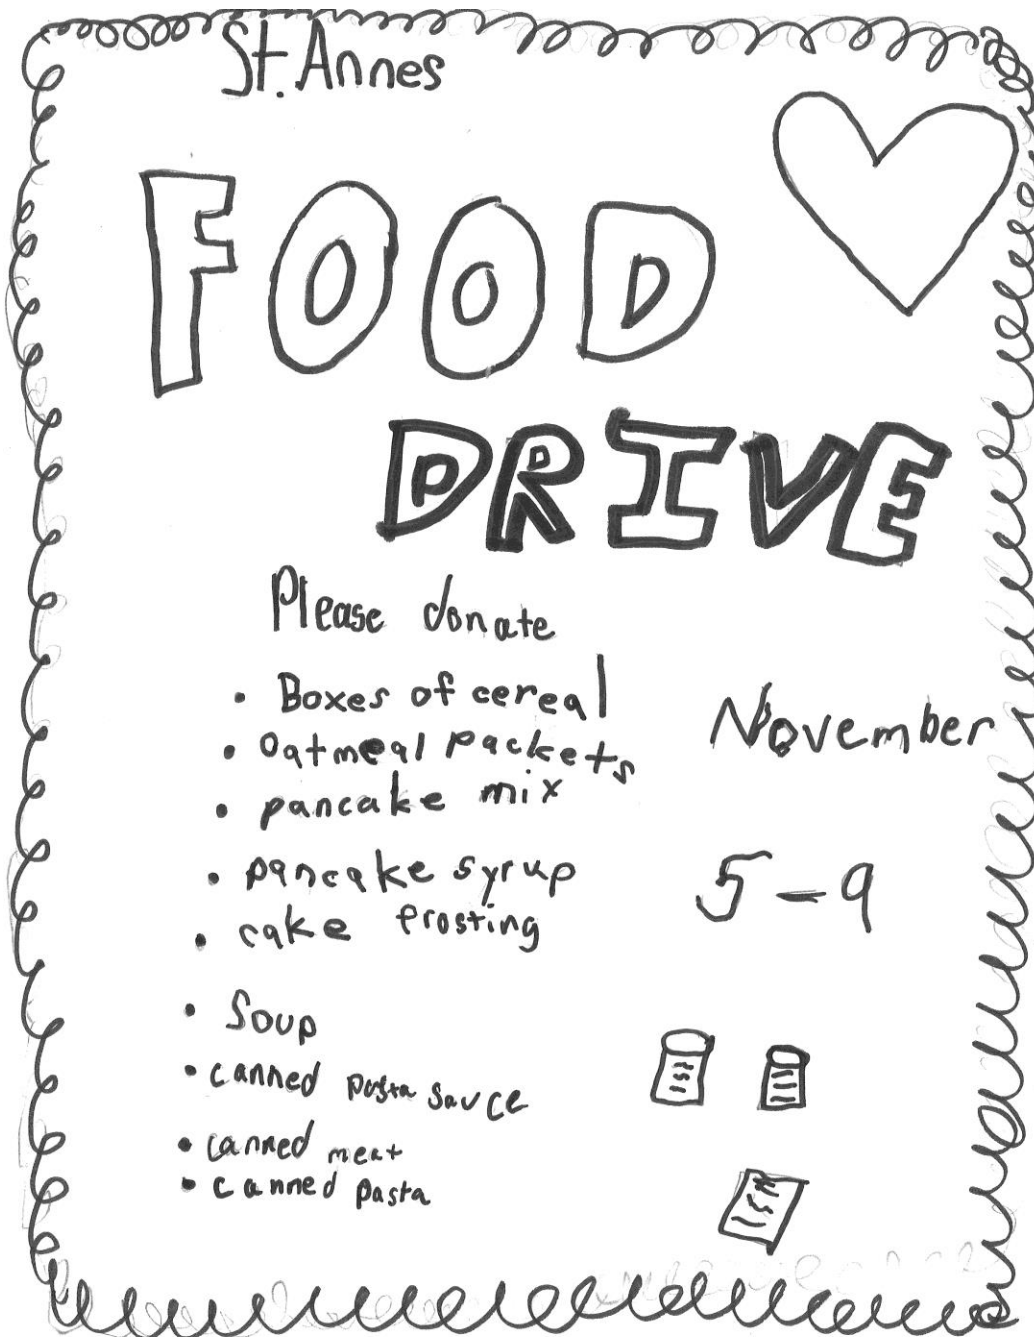 St. Annes
FOOD
DRIVE
Please donate
• Boxes of cereal
• Oatmeal packets
• pancake mix
• pancake syrup
• cake frosting
• Soup
• canned pasta sauce
• canned meat
• canned pasta
November
5-9